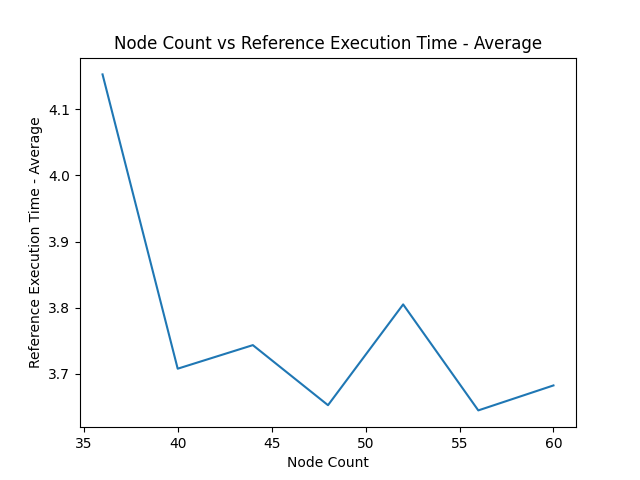 Node Count vs Reference Execution Time - Average
Reference Execution Time - Average
4.1
4.0
3.9
3.8
3.7
35 40 45 50 55 60
Node Count